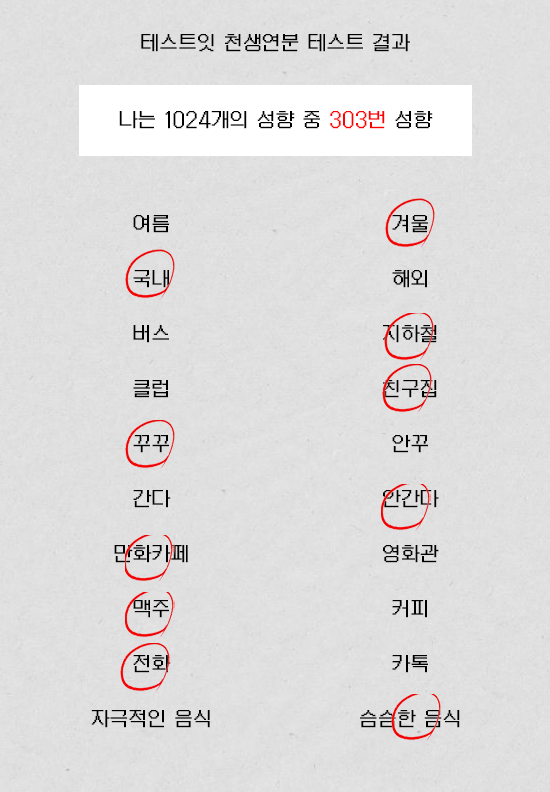 테스트잇 천생연분 테스트 결과
나는 1024개의 성향 중 303번 성향
여름 겨울
국내 해외
버스 지하철
클럽 친구집
꾸꾸 안꾸
간다 안간다
만화카페 영화관
맥주 커피
전화 카톡
자극적인 음식 슴슴한 음식